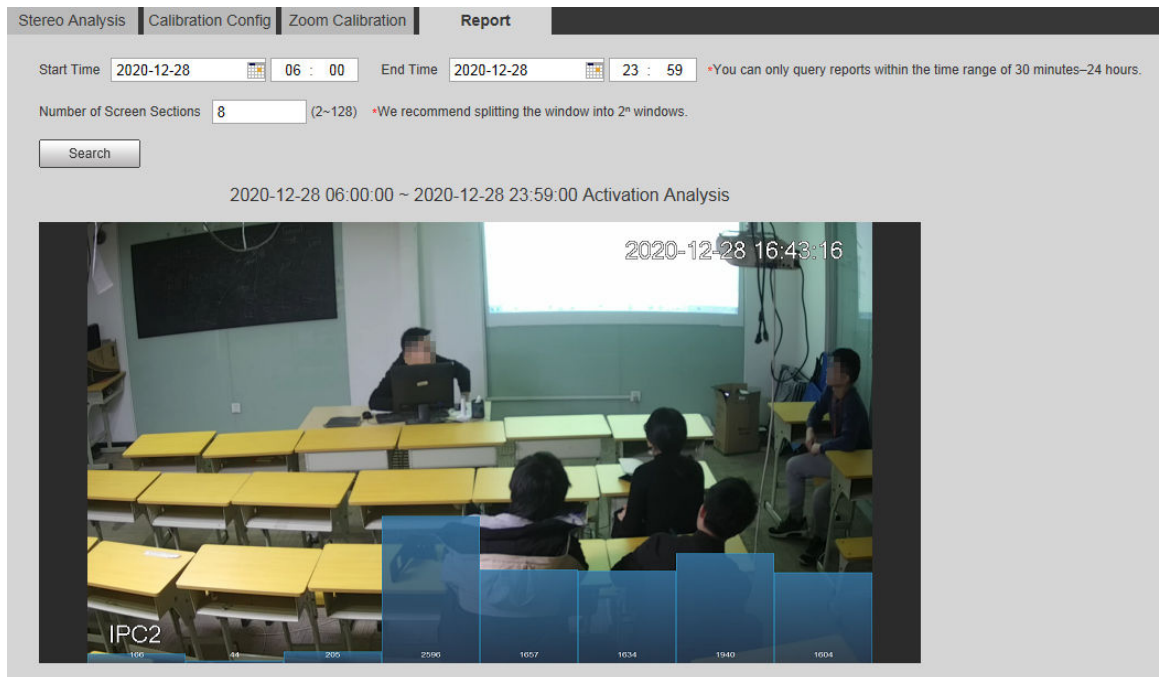 Stereo Analysis Calibration Config Zoom Calibration Report
Start Time 2020-12-28 06 : 00 End Time 2020-12-28 23 : 59 *You can only query reports within the time range of 30 minutes–24 hours.
Number of Screen Sections 8 (2~128) *We recommend splitting the window into 2ⁿ windows.
Search
2020-12-28 06:00:00 ~ 2020-12-28 23:59:00 Activation Analysis
2020-12-28 16:43:16
IPC2
106 44 205 2596 1657 1634 1940 1604